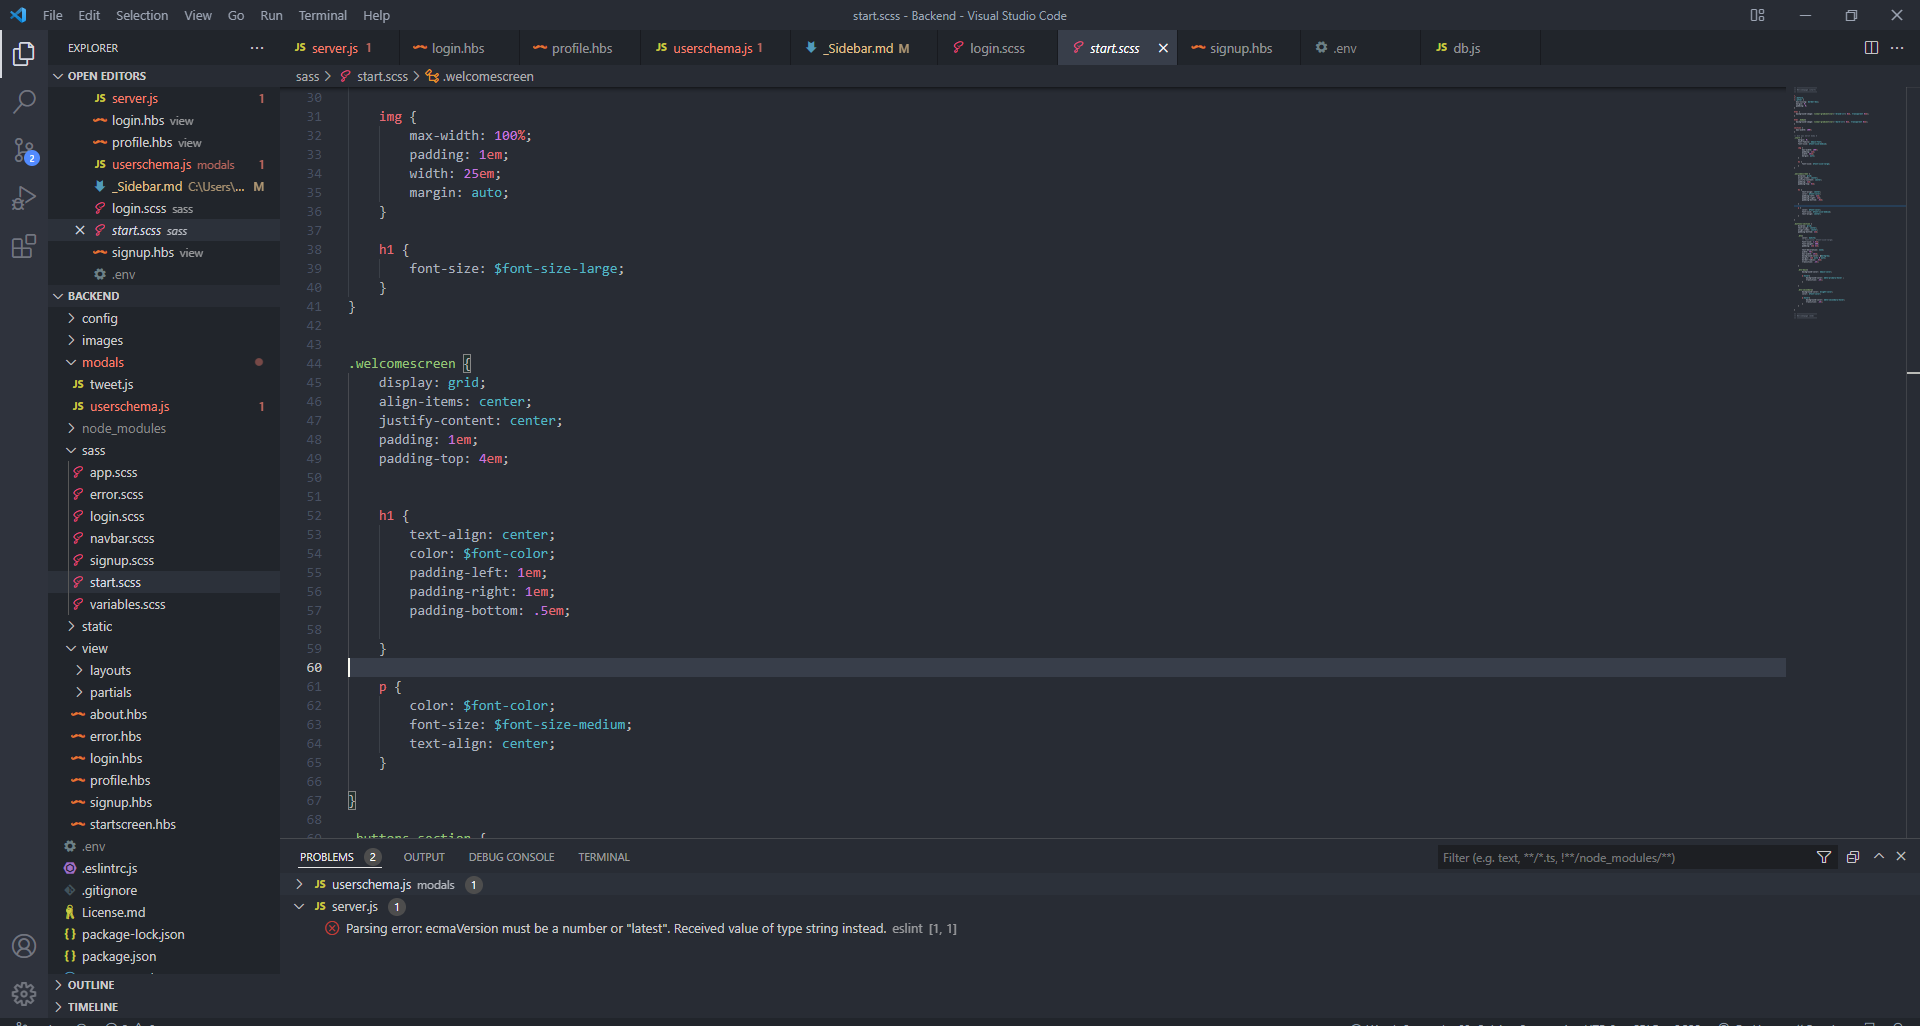 File Edit Selection View Go Run Terminal Help
start.scss - Backend - Visual Studio Code
EXPLORER
JS server.js 1
login.hbs
profile.hbs
JS userschema.js 1
_Sidebar.md M
login.scss
start.scss
signup.hbs
.env
JS db.js
OPEN EDITORS
JS server.js 1
login.hbs view
profile.hbs view
JS userschema.js modals 1
_Sidebar.md C:\Users\... M
login.scss sass
start.scss sass
signup.hbs view
.env
BACKEND
config
images
modals
JS tweet.js
JS userschema.js 1
node_modules
sass
app.scss
error.scss
login.scss
navbar.scss
signup.scss
start.scss
variables.scss
static
view
layouts
partials
about.hbs
error.hbs
login.hbs
profile.hbs
signup.hbs
startscreen.hbs
.env
.eslintrc.js
.gitignore
License.md
{} package-lock.json
{} package.json
OUTLINE
TIMELINE
2
sass > start.scss > .welcomescreen
30
31 img {
32 max-width: 100%;
33 padding: 1em;
34 width: 25em;
35 margin: auto;
36 }
37
38 h1 {
39 font-size: $font-size-large;
40 }
41 }
42
43
44 .welcomescreen {
45 display: grid;
46 align-items: center;
47 justify-content: center;
48 padding: 1em;
49 padding-top: 4em;
50
51
52 h1 {
53 text-align: center;
54 color: $font-color;
55 padding-left: 1em;
56 padding-right: 1em;
57 padding-bottom: .5em;
58
59 }
60
61 p {
62 color: $font-color;
63 font-size: $font-size-medium;
64 text-align: center;
65 }
66
67 }
68
PROBLEMS 2 OUTPUT DEBUG CONSOLE TERMINAL
Filter (e.g. text, **/*.ts, !**/node_modules/**)
JS userschema.js modals 1
JS server.js 1
Parsing error: ecmaVersion must be a number or "latest". Received value of type string instead. eslint [1, 1]